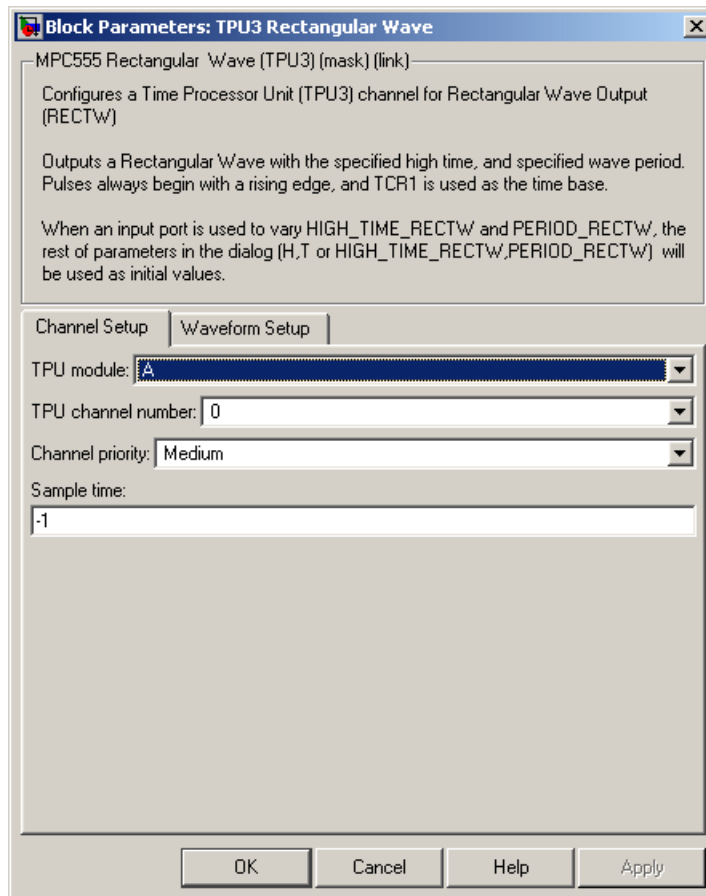 Block Parameters: TPU3 Rectangular Wave
MPC555 Rectangular Wave (TPU3) (mask) (link)
Configures a Time Processor Unit (TPU3) channel for Rectangular Wave Output
(RECTW)
Outputs a Rectangular Wave with the specified high time, and specified wave period.
Pulses always begin with a rising edge, and TCR1 is used as the time base.
When an input port is used to vary HIGH_TIME_RECTW and PERIOD_RECTW, the
rest of parameters in the dialog (H,T or HIGH_TIME_RECTW,PERIOD_RECTW) will
be used as initial values.
Channel Setup Waveform Setup
TPU module: A
TPU channel number: 0
Channel priority: Medium
Sample time:
-1
OK Cancel Help Apply